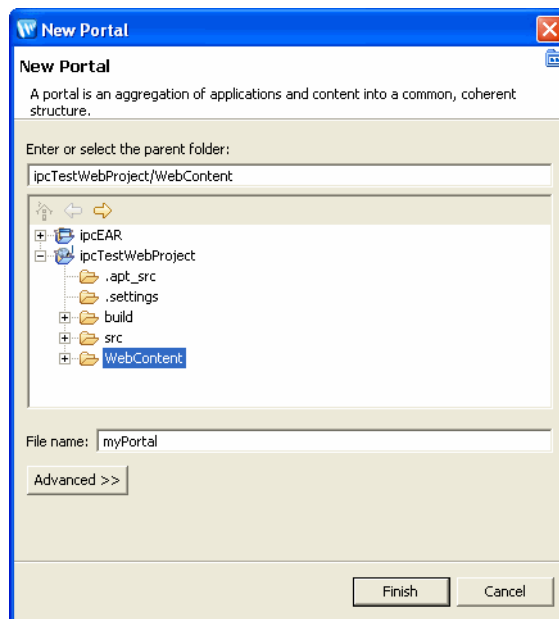 New Portal
New Portal
A portal is an aggregation of applications and content into a common, coherent
structure.
Enter or select the parent folder:
ipcTestWebProject/WebContent
ipcEAR
ipcTestWebProject
.apt_src
.settings
build
src
WebContent
File name: myPortal
Advanced >>
Finish Cancel